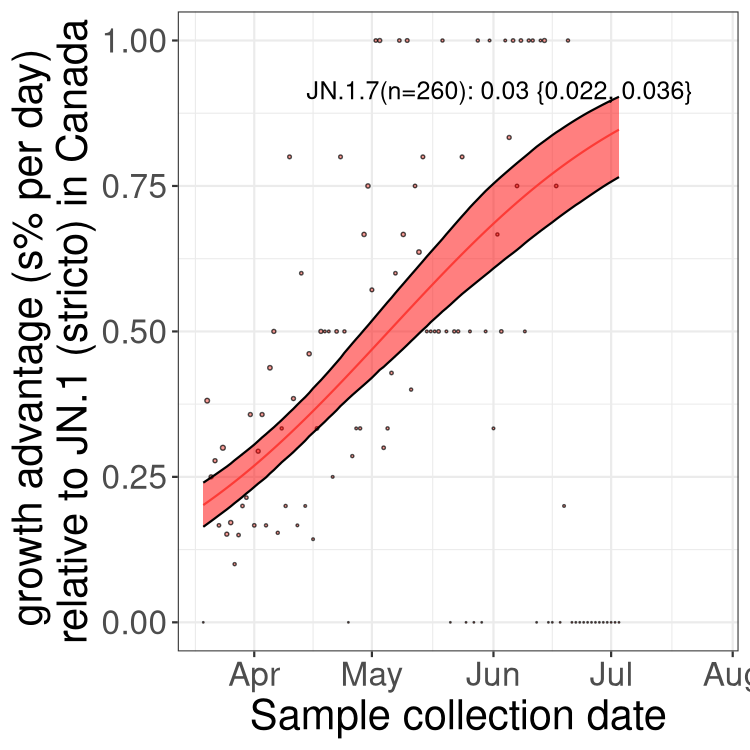 growth advantage (s% per day)
relative to JN.1 (stricto) in Canada
1.00
0.75
0.50
0.25
0.00
JN.1.7(n=260): 0.03 {0.022, 0.036}
Apr May Jun Jul Aug
Sample collection date